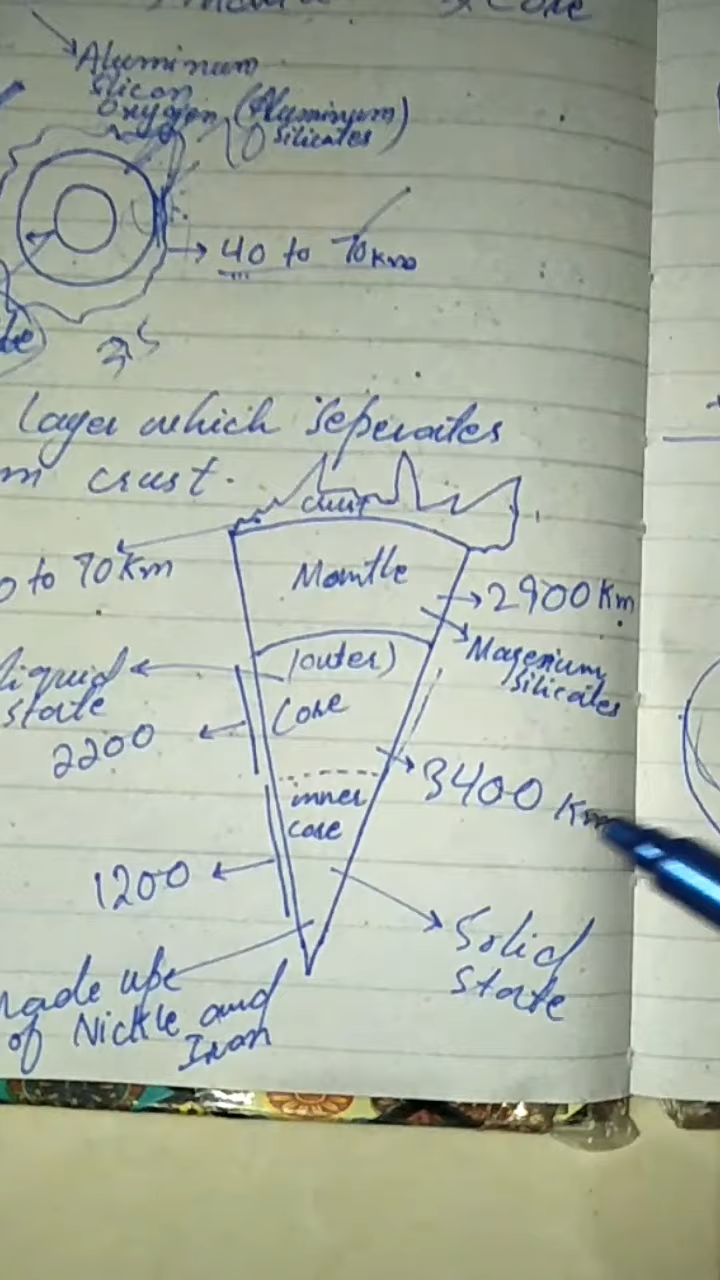 Core
Aluminum
Silicon
Oxygen (Aluminum)
Silicates)
40 to 70 Km
Layer which seperates
crust.
crust
to 70 Km
Mantle
2900 Km
(outer)
Core
liquid
state
Magenium
Silicates
2200
3400 Km
inner
core
1200
Solid
state
made up
of Nickle and
Iron